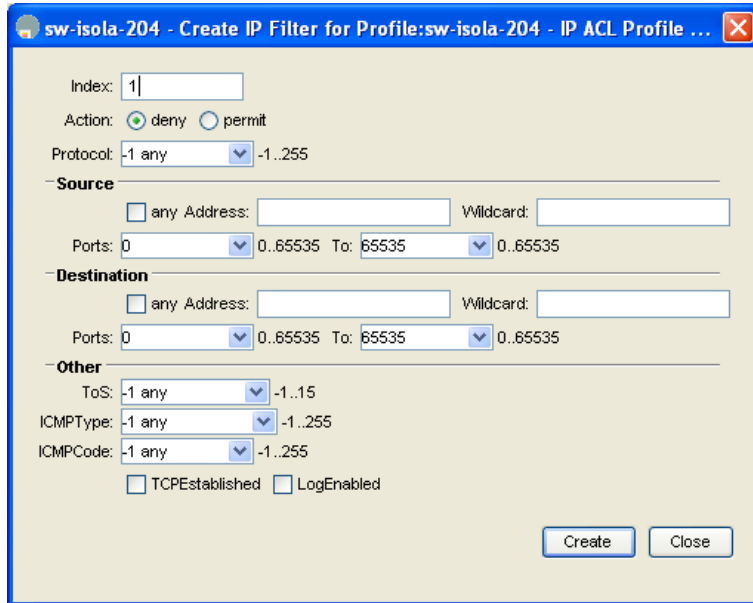 sw-isola-204 - Create IP Filter for Profile:sw-isola-204 - IP ACL Profile ...
Index: 1
Action: deny permit
Protocol: -1 any -1..255
Source
any Address: Wildcard:
Ports: 0 0..65535 To: 65535 0..65535
Destination
any Address: Wildcard:
Ports: 0 0..65535 To: 65535 0..65535
Other
ToS: -1 any -1..15
ICMPType: -1 any -1..255
ICMPCode: -1 any -1..255
TCPEstablished LogEnabled
Create Close